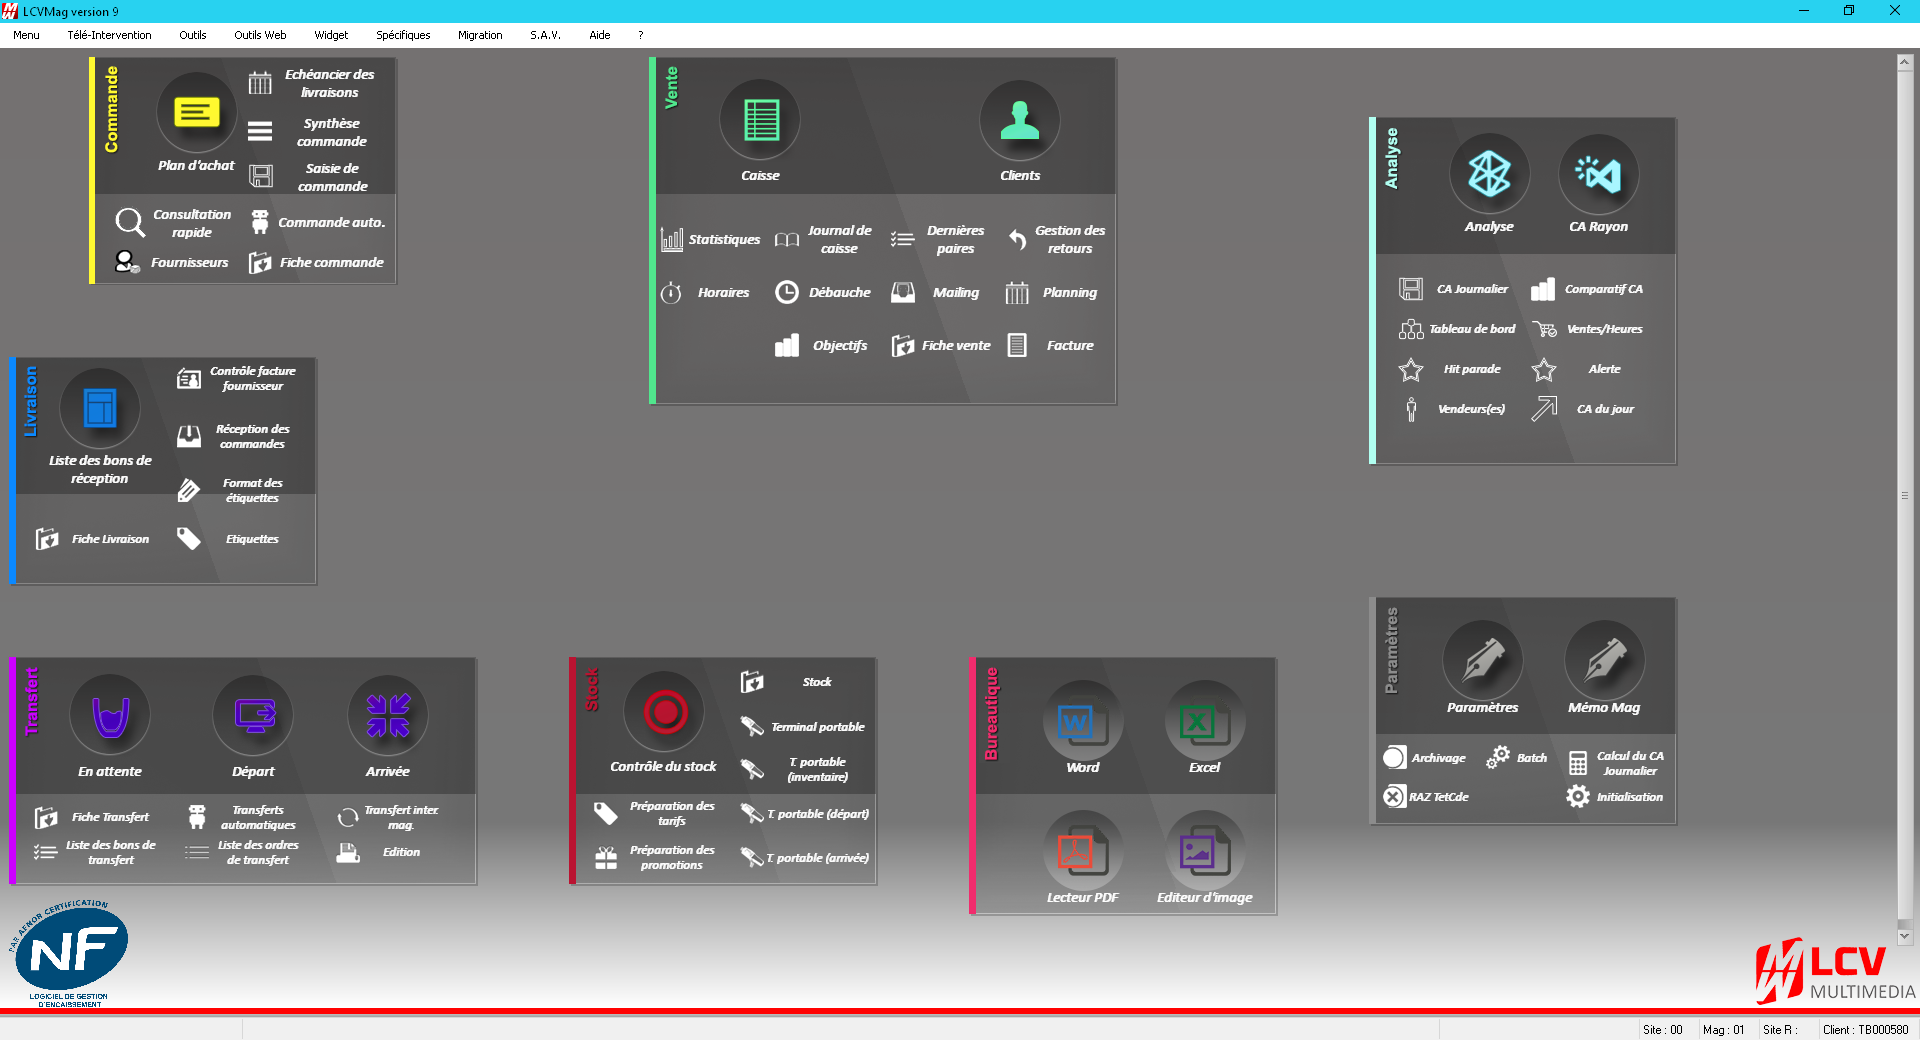 LCVMag version 9
Menu Télé-Intervention Outils Outils Web Widget Spécifiques Migration S.A.V. Aide ?
Commande
Plan d'achat
Echéancier des
livraisons
Synthèse
commande
Saisie de
commande
Consultation
rapide
Commande auto.
Fournisseurs
Fiche commande
Vente
Caisse
Clients
Statistiques
Journal de
caisse
Dernières
paires
Gestion des
retours
Horaires
Débauche
Mailing
Planning
Objectifs
Fiche vente
Facture
Analyse
Analyse
CA Rayon
CA Journalier
Comparatif CA
Tableau de bord
Ventes/Heures
Hit parade
Alerte
Vendeurs(es)
CA du jour
Livraison
Liste des bons de
réception
Contrôle facture
fournisseur
Réception des
commandes
Format des
étiquettes
Fiche Livraison
Etiquettes
Transfert
En attente
Départ
Arrivée
Fiche Transfert
Transferts
automatiques
Transfert inter
mag.
Liste des bons de
transfert
Liste des ordres
de transfert
Edition
Stock
Contrôle du stock
Stock
Terminal portable
T. portable
(inventaire)
Préparation des
tarifs
T. portable (départ)
Préparation des
promotions
T. portable (arrivée)
Bureautique
W
Word
X
Excel
Lecteur PDF
Editeur d'image
Paramètres
Paramètres
Mémo Mag
Archivage
Batch
Calcul du CA
Journalier
RAZ TetCde
Initialisation
PAR AFNOR CERTIFICATION
NF
LOGICIEL DE GESTION
D'ENCAISSEMENT
LCV
MULTIMEDIA
Site : 00 Mag : 01 Site R : Client : TB000580